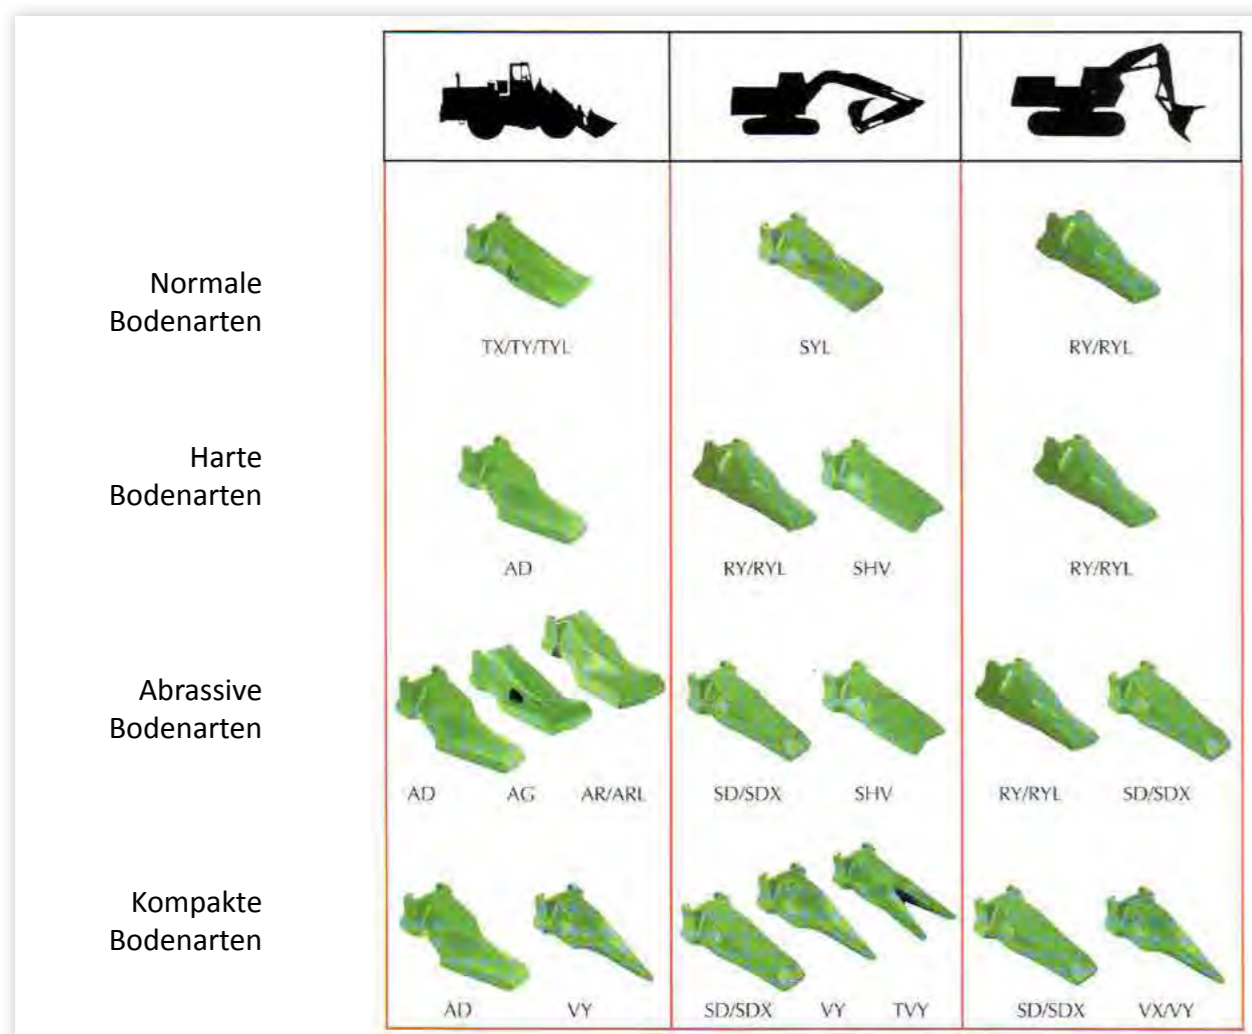 Normale
Bodenarten
TX/TY/TYL SYL RY/RYL
Harte
Bodenarten
AD RY/RYL SHV RY/RYL
Abrassive
Bodenarten
AD AG AR/ARL SD/SDX SHV RY/RYL SD/SDX
Kompakte
Bodenarten
AD VY SD/SDX VY TVY SD/SDX VX/VY